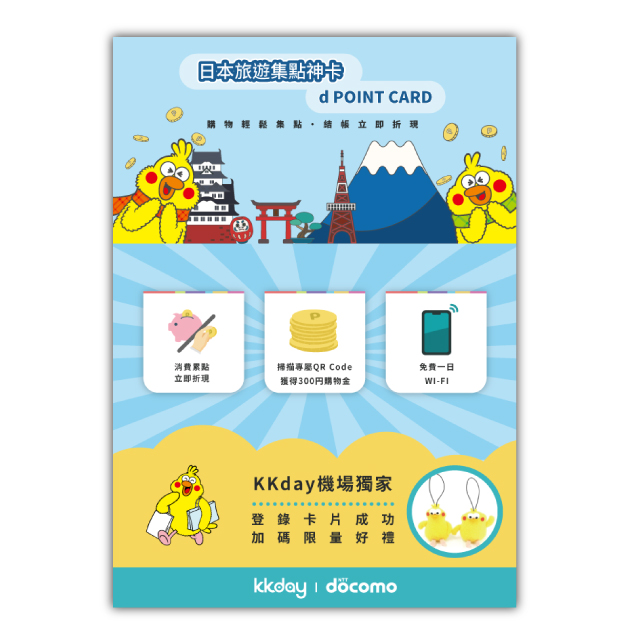 日本旅遊集點神卡
d POINT CARD
購物輕鬆集點・結帳立即折現
消費累點
立即折現
P
掃描專屬QR Code
獲得300円購物金
免費一日
WI-FI
KKday機場獨家
登錄卡片成功
加碼限量好禮
kkday | NTT döcomo